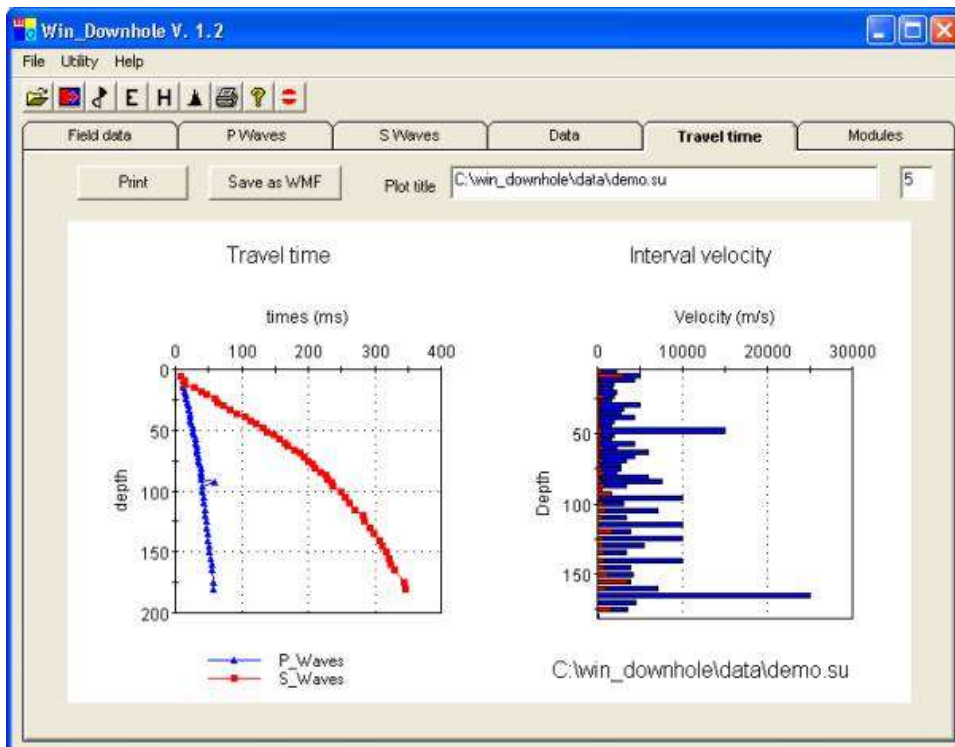 Win_Downhole V. 1.2
File Utility Help
E H
Field data P Waves S Waves Data Travel time Modules
Print Save as WMF Plot title C:\win_downhole\data\demo.su 5
Travel time
times (ms)
0 100 200 300 400
0
50
100
150
200
depth
P_Waves
S_Waves
Interval velocity
Velocity (m/s)
0 10000 20000 30000
50
100
150
Depth
C:\win_downhole\data\demo.su